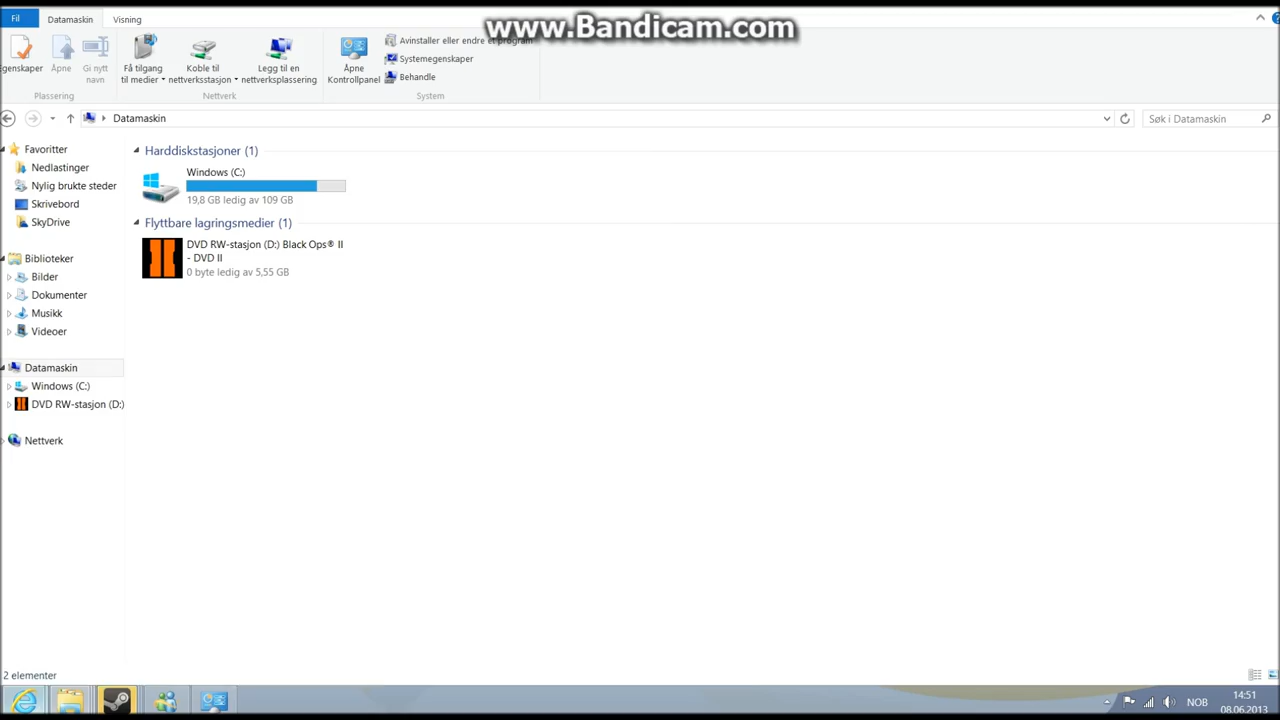 www.Bandicam.com
Fil
Datamaskin
Visning
Egenskaper
Åpne
Gi nytt
navn
Plassering
Få tilgang
til medier
Koble til
nettverksstasjon
Legg til en
nettverksplassering
Nettverk
Åpne
Kontrollpanel
Avinstaller eller endre et program
Systemegenskaper
Behandle
System
Datamaskin
Søk i Datamaskin
Favoritter
Nedlastinger
Nylig brukte steder
Skrivebord
SkyDrive
Biblioteker
Bilder
Dokumenter
Musikk
Videoer
Datamaskin
Windows (C:)
DVD RW-stasjon (D:)
Nettverk
Harddiskstasjoner (1)
Windows (C:)
19,8 GB ledig av 109 GB
Flyttbare lagringsmedier (1)
DVD RW-stasjon (D:) Black Ops® II
- DVD II
0 byte ledig av 5,55 GB
2 elementer
NOB
14:51
08.06.2013